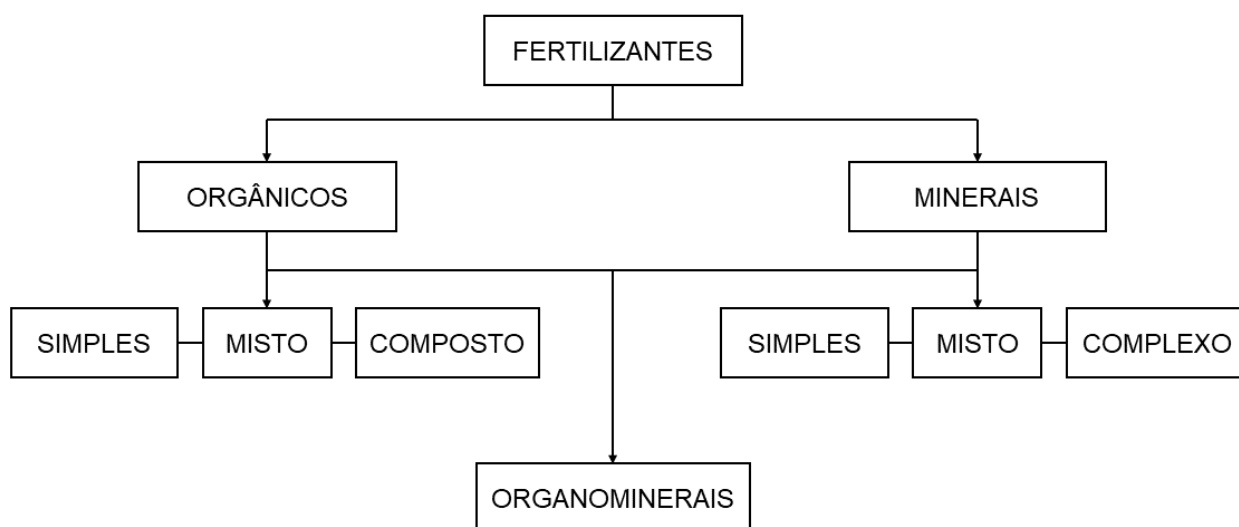 FERTILIZANTES
ORGÂNICOS
MINERAIS
SIMPLES
MISTO
COMPOSTO
SIMPLES
MISTO
COMPLEXO
ORGANOMINERAIS